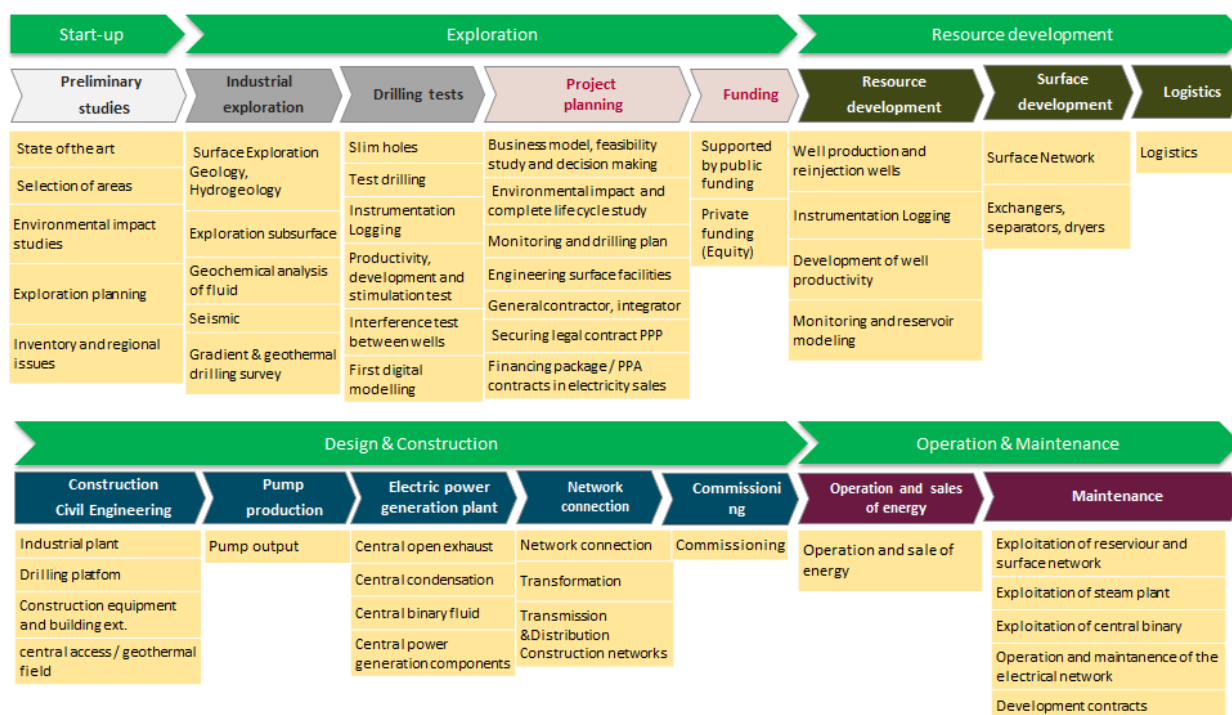 Start-up
Exploration
Resource development
Preliminary
studies
Industrial
exploration
Drilling tests
Project
planning
Funding
Resource
development
Surface
development
Logistics
State of the art
Selection of areas
Environmental impact
studies
Exploration planning
Inventory and regional
issues
Surface Exploration
Geology,
Hydrogeology
Exploration subsurface
Geochemical analysis
of fluid
Seismic
Gradient & geothermal
drilling survey
Slim holes
Test drilling
Instrumentation
Logging
Productivity,
development and
stimulation test
Interference test
between wells
First digital
modelling
Business model, feasibility
study and decision making
Environmental impact and
complete life cycle study
Monitoring and drilling plan
Engineering surface facilities
General contractor, integrator
Securing legal contract PPP
Financing package / PPA
contracts in electricity sales
Supported
by public
funding
Private
funding
(Equity)
Well production and
reinjection wells
Instrumentation Logging
Development of well
productivity
Monitoring and reservoir
modeling
Surface Network
Exchangers,
separators, dryers
Logistics
Design & Construction
Operation & Maintenance
Construction
Civil Engineering
Pump
production
Electric power
generation plant
Network
connection
Commissioni
ng
Operation and sales
of energy
Maintenance
Industrial plant
Drilling platfom
Construction equipment
and building ext.
central access / geothermal
field
Pump output
Central open exhaust
Central condensation
Central binary fluid
Central power
generation components
Network connection
Transformation
Transmission
&Distribution
Construction networks
Commissioning
Operation and sale of
energy
Exploitation of reserviour and
surface network
Exploitation of steam plant
Exploitation of central binary
Operation and maintanence of the
electrical network
Development contracts